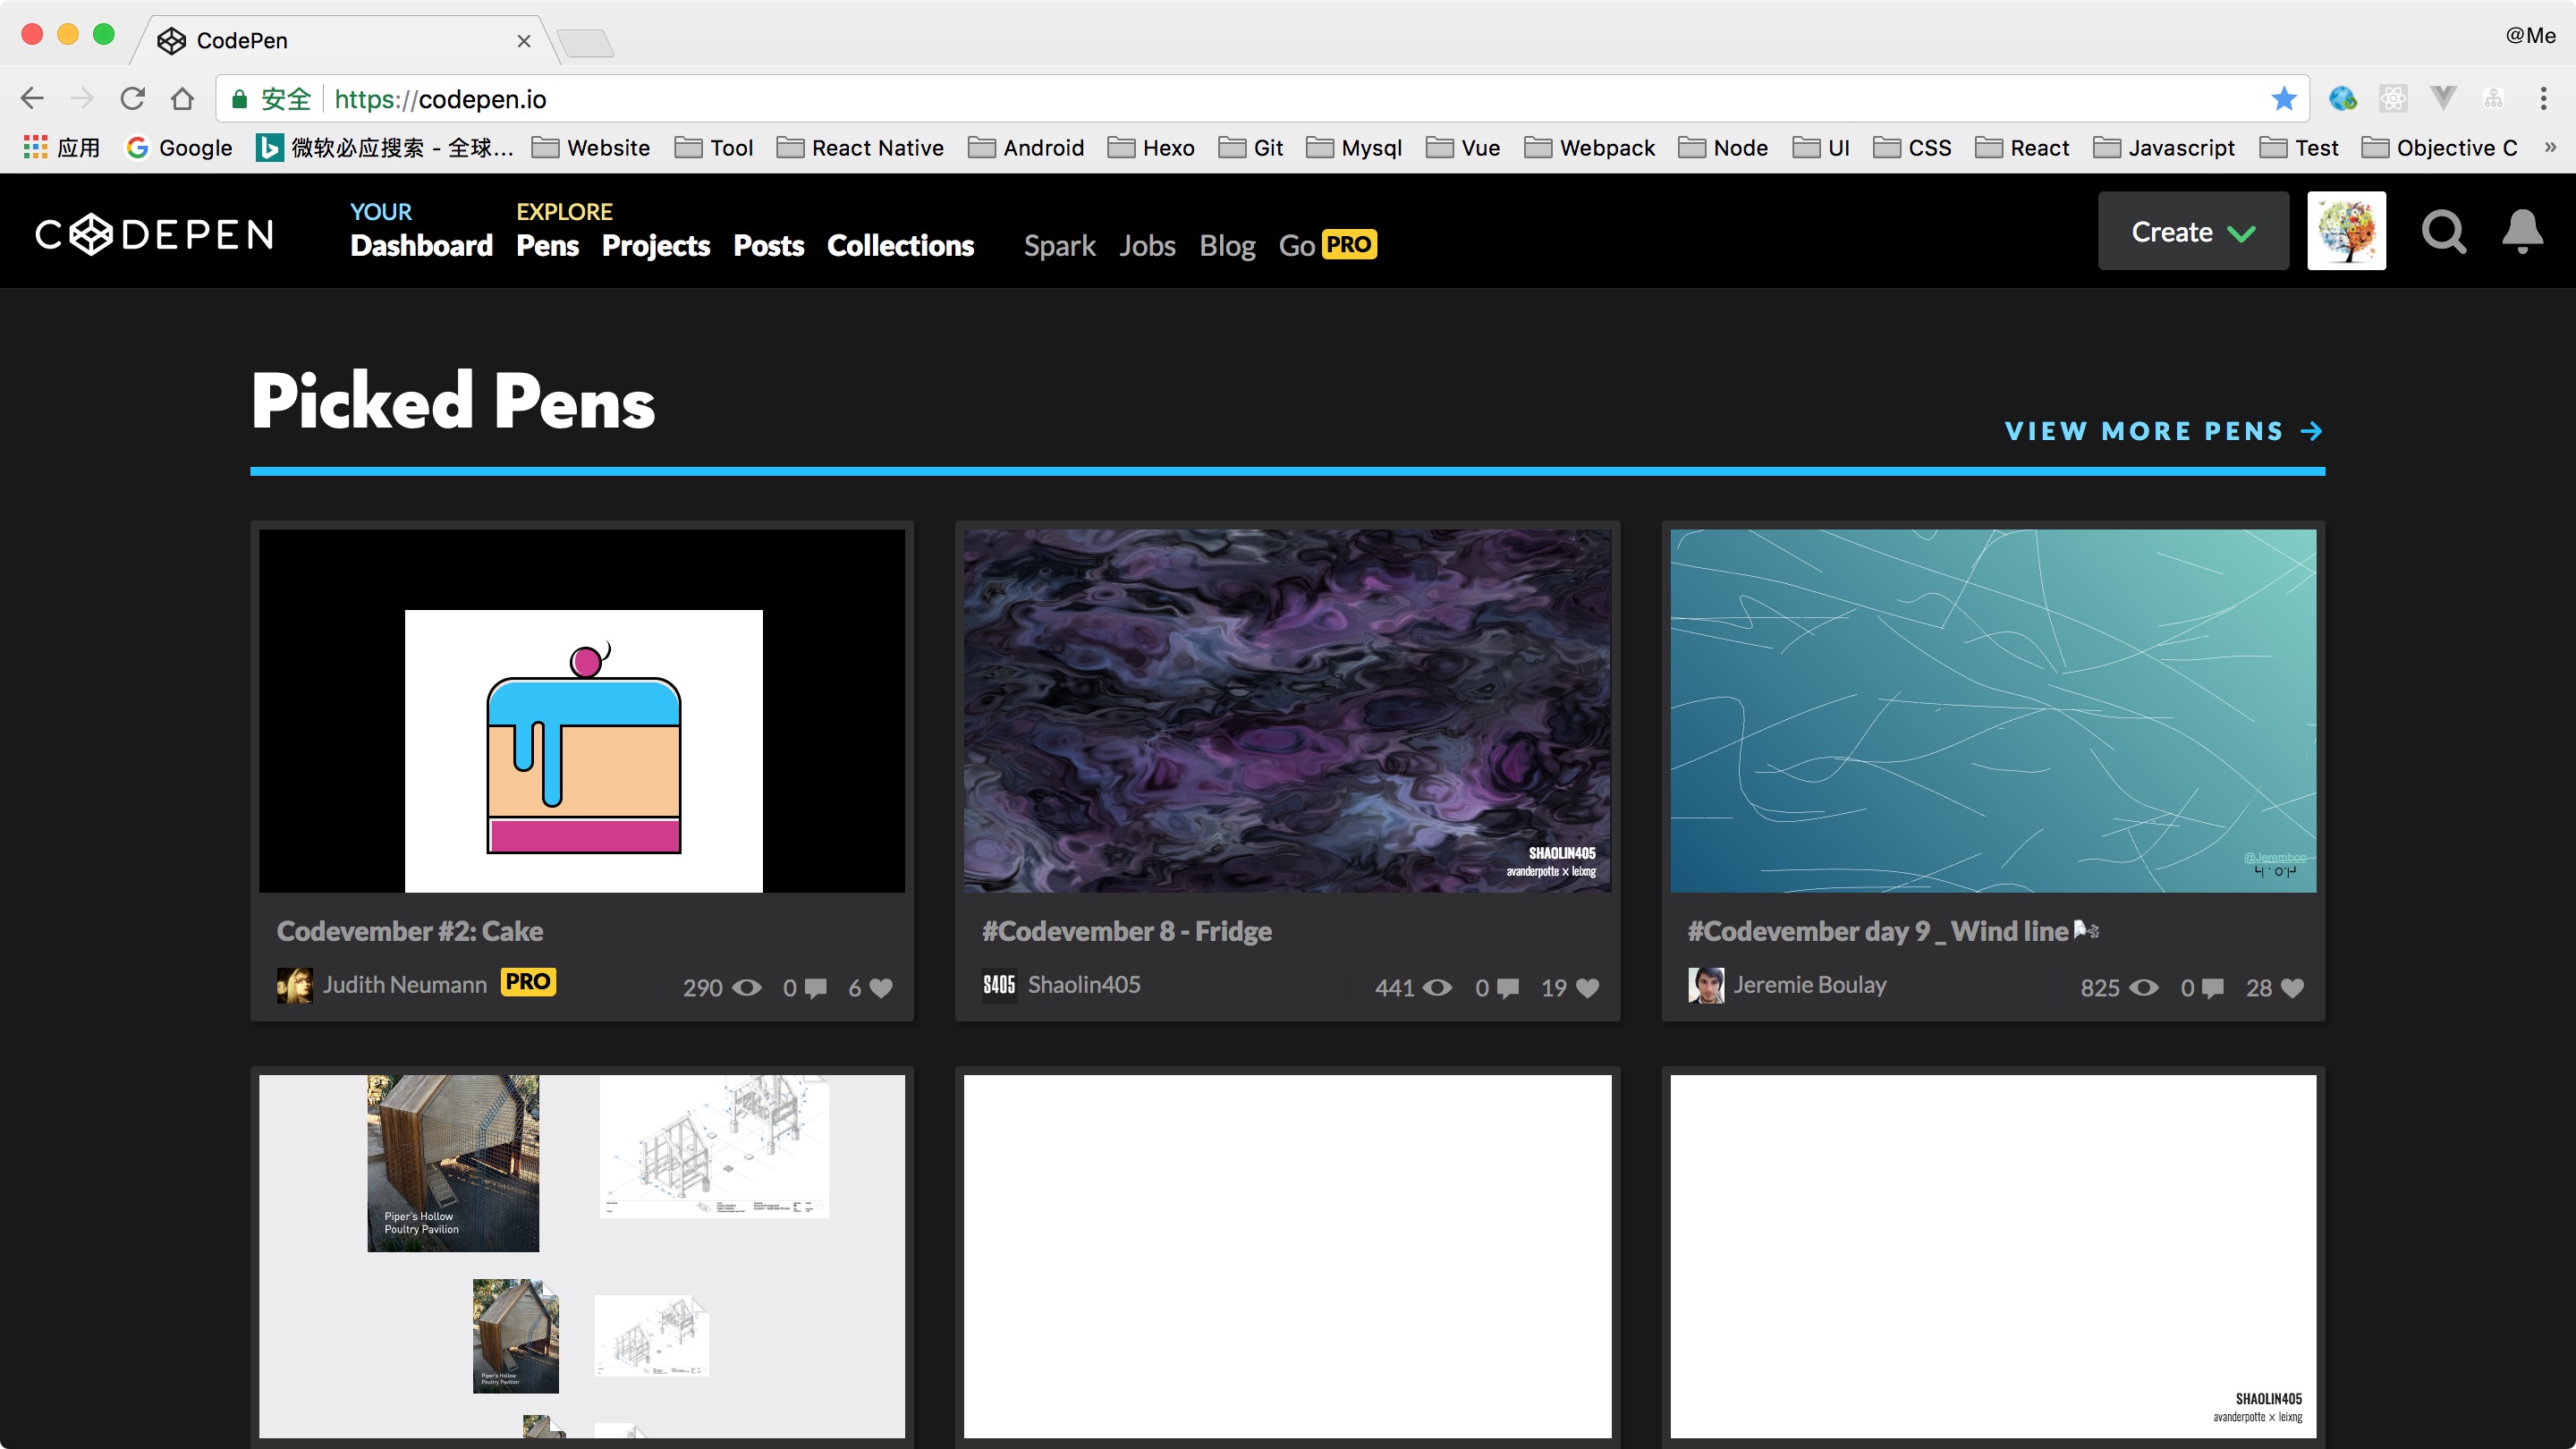 CodePen
@Me
安全 https://codepen.io
应用 Google 微软必应搜索 - 全球... Website Tool React Native Android Hexo Git Mysql Vue Webpack Node UI CSS React Javascript Test Objective C »
CODEPEN
YOUR EXPLORE
Dashboard Pens Projects Posts Collections Spark Jobs Blog Go PRO Create
Picked Pens
VIEW MORE PENS →
SHAOLIN405
avanderpotte x leixng
@Jeremboo
Codevember #2: Cake
Judith Neumann PRO 290 0 6
#Codevember 8 - Fridge
S405 Shaolin405 441 0 19
#Codevember day 9 _ Wind line
Jeremie Boulay 825 0 28
Piper's Hollow
Poultry Pavilion
Piper's Hollow
Poultry Pavilion
SHAOLIN405
avanderpotte x leixng